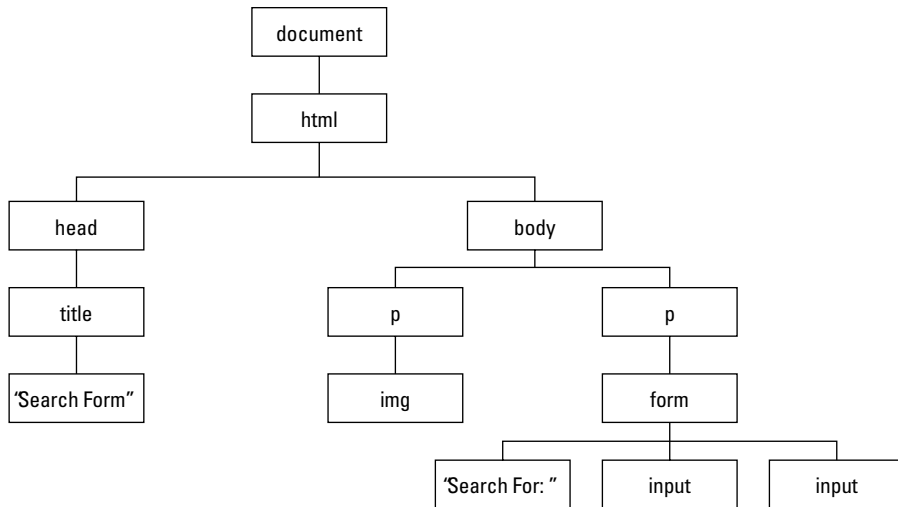 document
html
head
body
title
p
p
“Search Form”
img
form
“Search For: ”
input
input